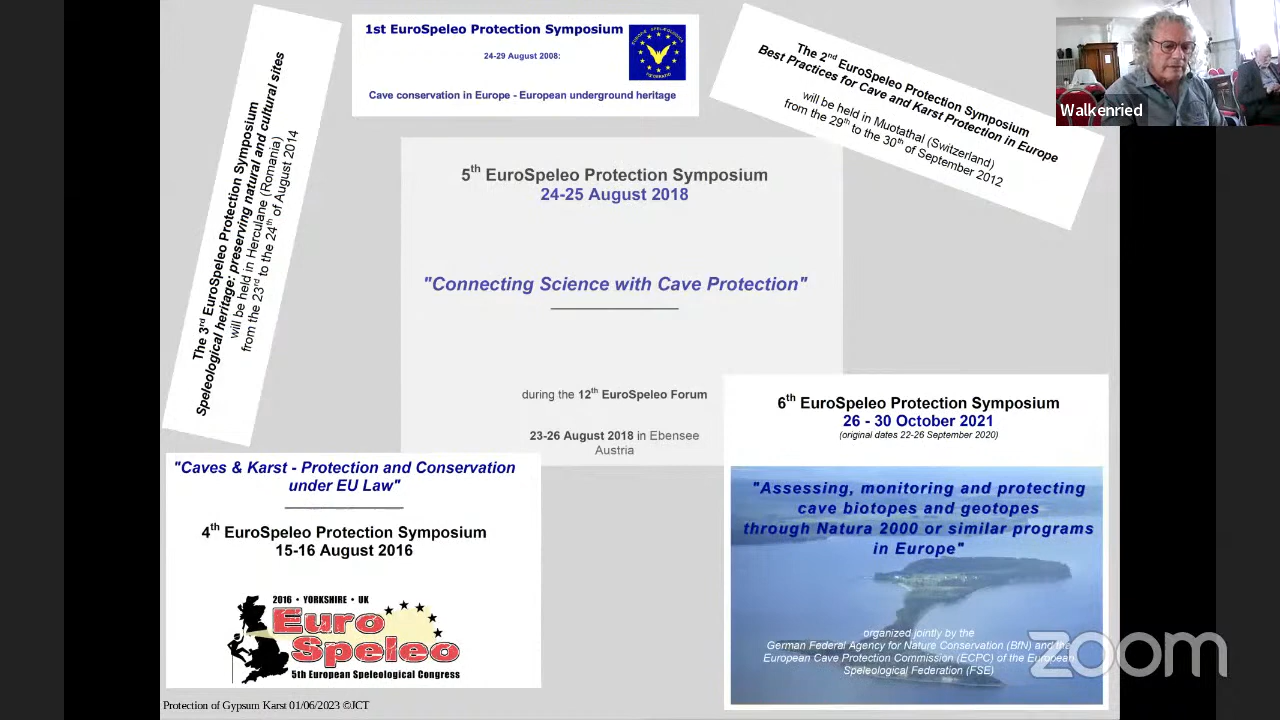 1st EuroSpeleo Protection Symposium
24-29 August 2008:
Cave conservation in Europe - European underground heritage
The 2nd EuroSpeleo Protection Symposium
Best Practices for Cave and Karst Protection in Europe
will be held in Muotathal (Switzerland)
from the 29th to the 30th of September 2012
Walkenried
The 3rd EuroSpeleo Protection Symposium
Speleological heritage: preserving natural and cultural sites
will be held in Herculane (Romania)
from the 23rd to the 24th of August 2014
5th EuroSpeleo Protection Symposium
24-25 August 2018
"Connecting Science with Cave Protection"
during the 12th EuroSpeleo Forum
23-26 August 2018 in Ebensee
Austria
"Caves & Karst - Protection and Conservation
under EU Law"
4th EuroSpeleo Protection Symposium
15-16 August 2016
2016 • YORKSHIRE • UK
Euro
Speleo
5th European Speleological Congress
6th EuroSpeleo Protection Symposium
26 - 30 October 2021
(original dates 22-26 September 2020)
"Assessing, monitoring and protecting
cave biotopes and geotopes
through Natura 2000 or similar programs
in Europe"
organized jointly by the
German Federal Agency for Nature Conservation (BfN) and the
European Cave Protection Commission (ECPC) of the European
Speleological Federation (FSE)
zoom
Protection of Gypsum Karst 01/06/2023 ©JCT